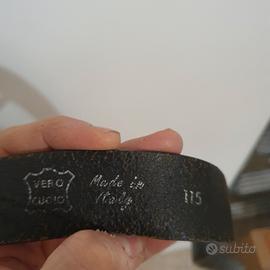 VERO
CUOIO
Made in
Italy
115
subito